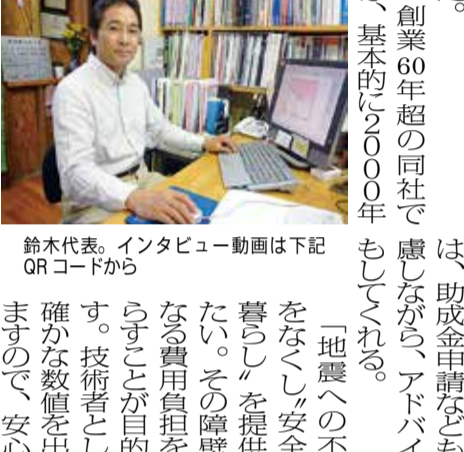 。
創業60年超の同社で
、基本的に2000年
鈴木代表。インタビュー動画は下記
QRコードから
は、助成金申請なども
慮しながら、アドバイ
もしてくれる。
「地震への不
をなくし〝安全
暮らし〟を提供
たい。その障壁
なる費用負担を
らすことが目的
す。技術者とし
確かな数値を出
ますので、安心